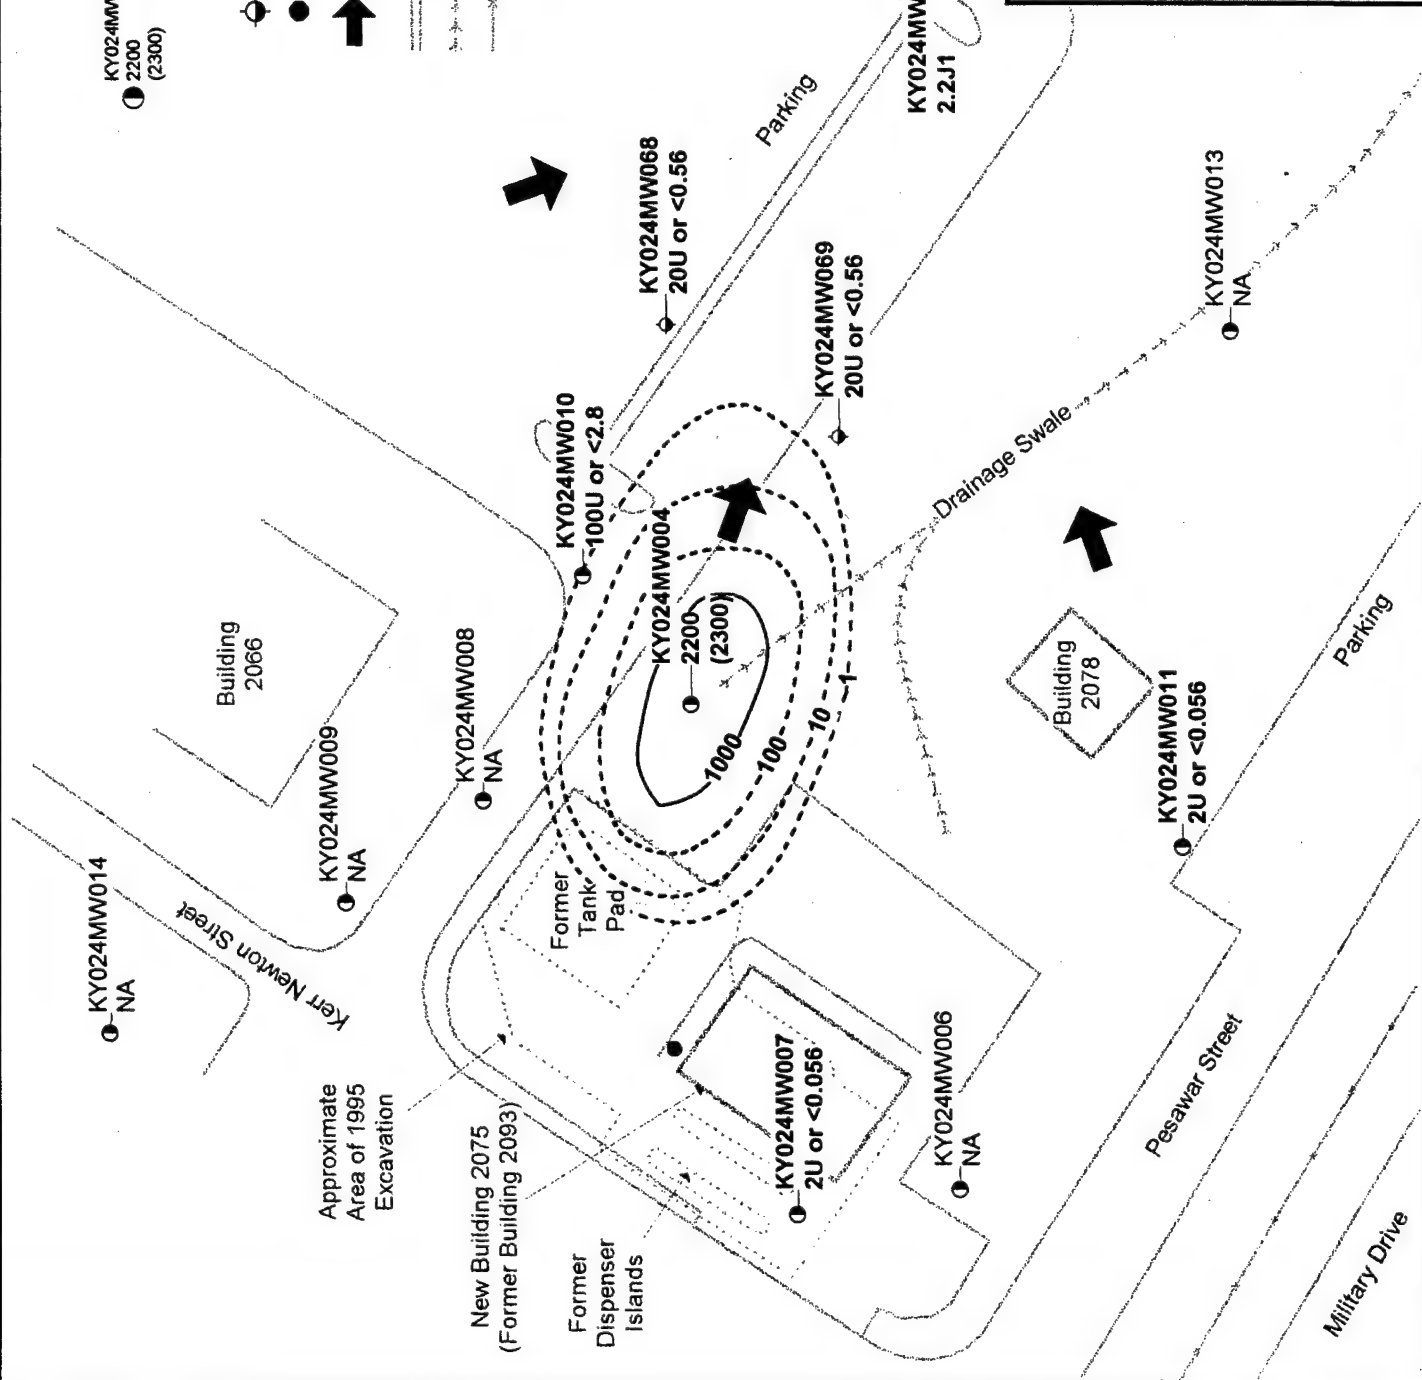 KY024MW
2200
(2300)
KY024MW
2.2J1
Parking
KY024MW068
20U or <0.56
KY024MW069
20U or <0.56
KY024MW013
NA
KY024MW010
100U or <2.8
KY024MW004
2200
(2300)
Drainage Swale
Building
2066
KY024MW008
NA
KY024MW009
NA
KY024MW014
NA
Kerr Newton Street
1000
100
10
1
Building
2078
Parking
KY024MW011
2U or <0.056
Former
Tank
Pad
Approximate
Area of 1995
Excavation
New Building 2075
(Former Building 2093)
Former
Dispenser
Islands
KY024MW007
2U or <0.056
KY024MW006
NA
Pesawar Street
Military Drive